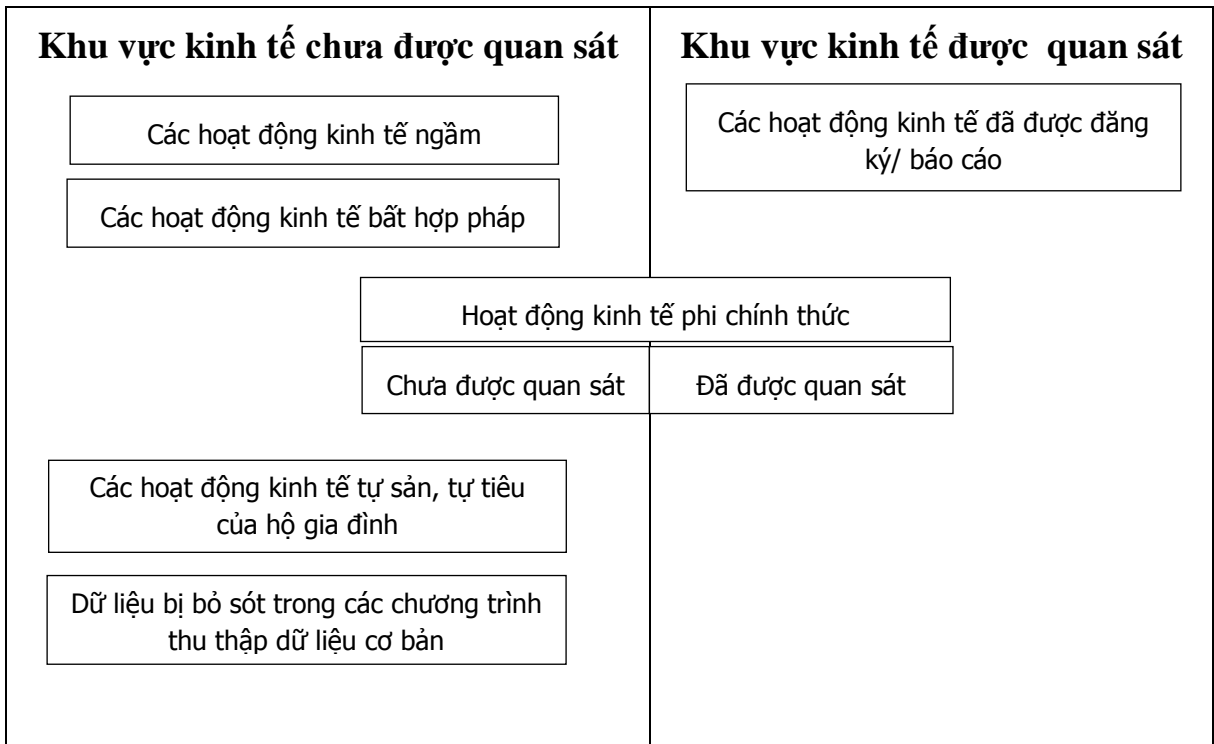 Khu vực kinh tế chưa được quan sát
Khu vực kinh tế được quan sát
Các hoạt động kinh tế ngầm
Các hoạt động kinh tế đã được đăng
ký/ báo cáo
Các hoạt động kinh tế bất hợp pháp
Hoạt động kinh tế phi chính thức
Chưa được quan sát
Đã được quan sát
Các hoạt động kinh tế tự sản, tự tiêu
của hộ gia đình
Dữ liệu bị bỏ sót trong các chương trình
thu thập dữ liệu cơ bản